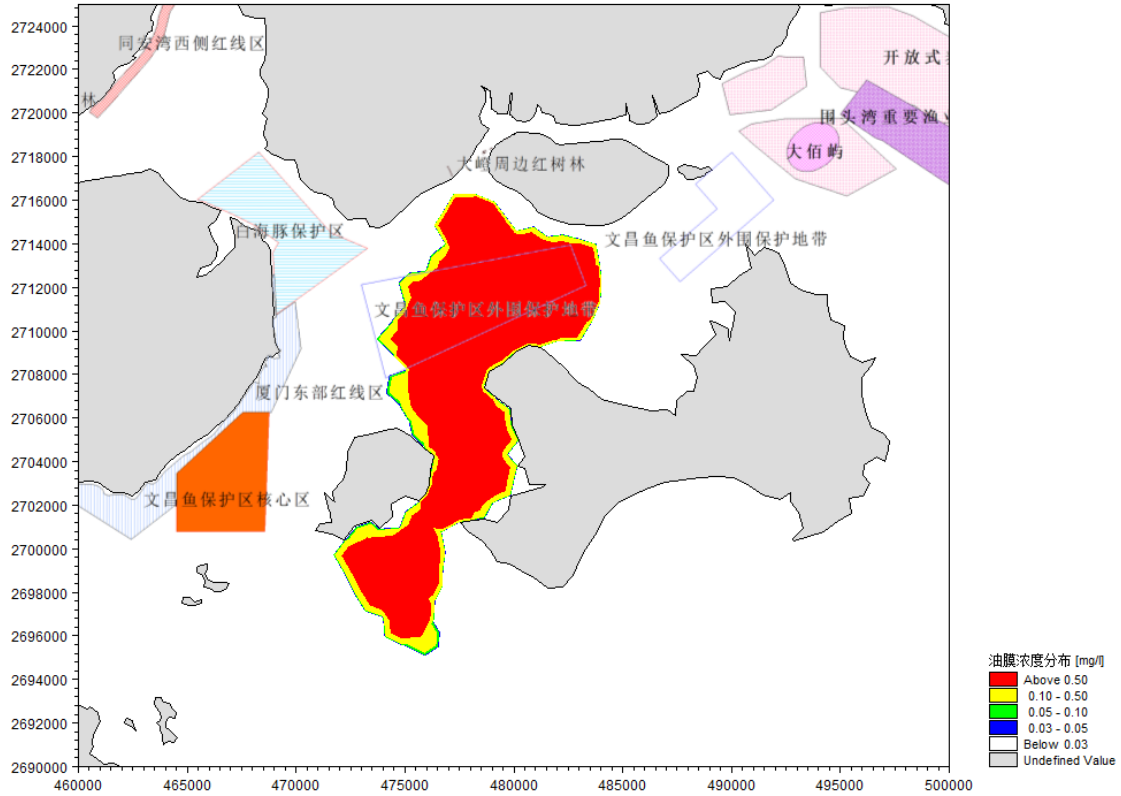 2724000
2722000
2720000
2718000
2716000
2714000
2712000
2710000
2708000
2706000
2704000
2702000
2700000
2698000
2696000
2694000
2692000
2690000
460000
465000
470000
475000
480000
485000
490000
495000
500000
同安湾西侧红线区
林
开放式
围头湾重要渔
大佰屿
大嶝周边红树林
白海豚保护区
文昌鱼保护区外围保护地带
文昌鱼保护区外围保护地带
厦门东部红线区
文昌鱼保护区核心区
油膜浓度分布 [mg/l]
Above 0.50
0.10 - 0.50
0.05 - 0.10
0.03 - 0.05
Below 0.03
Undefined Value